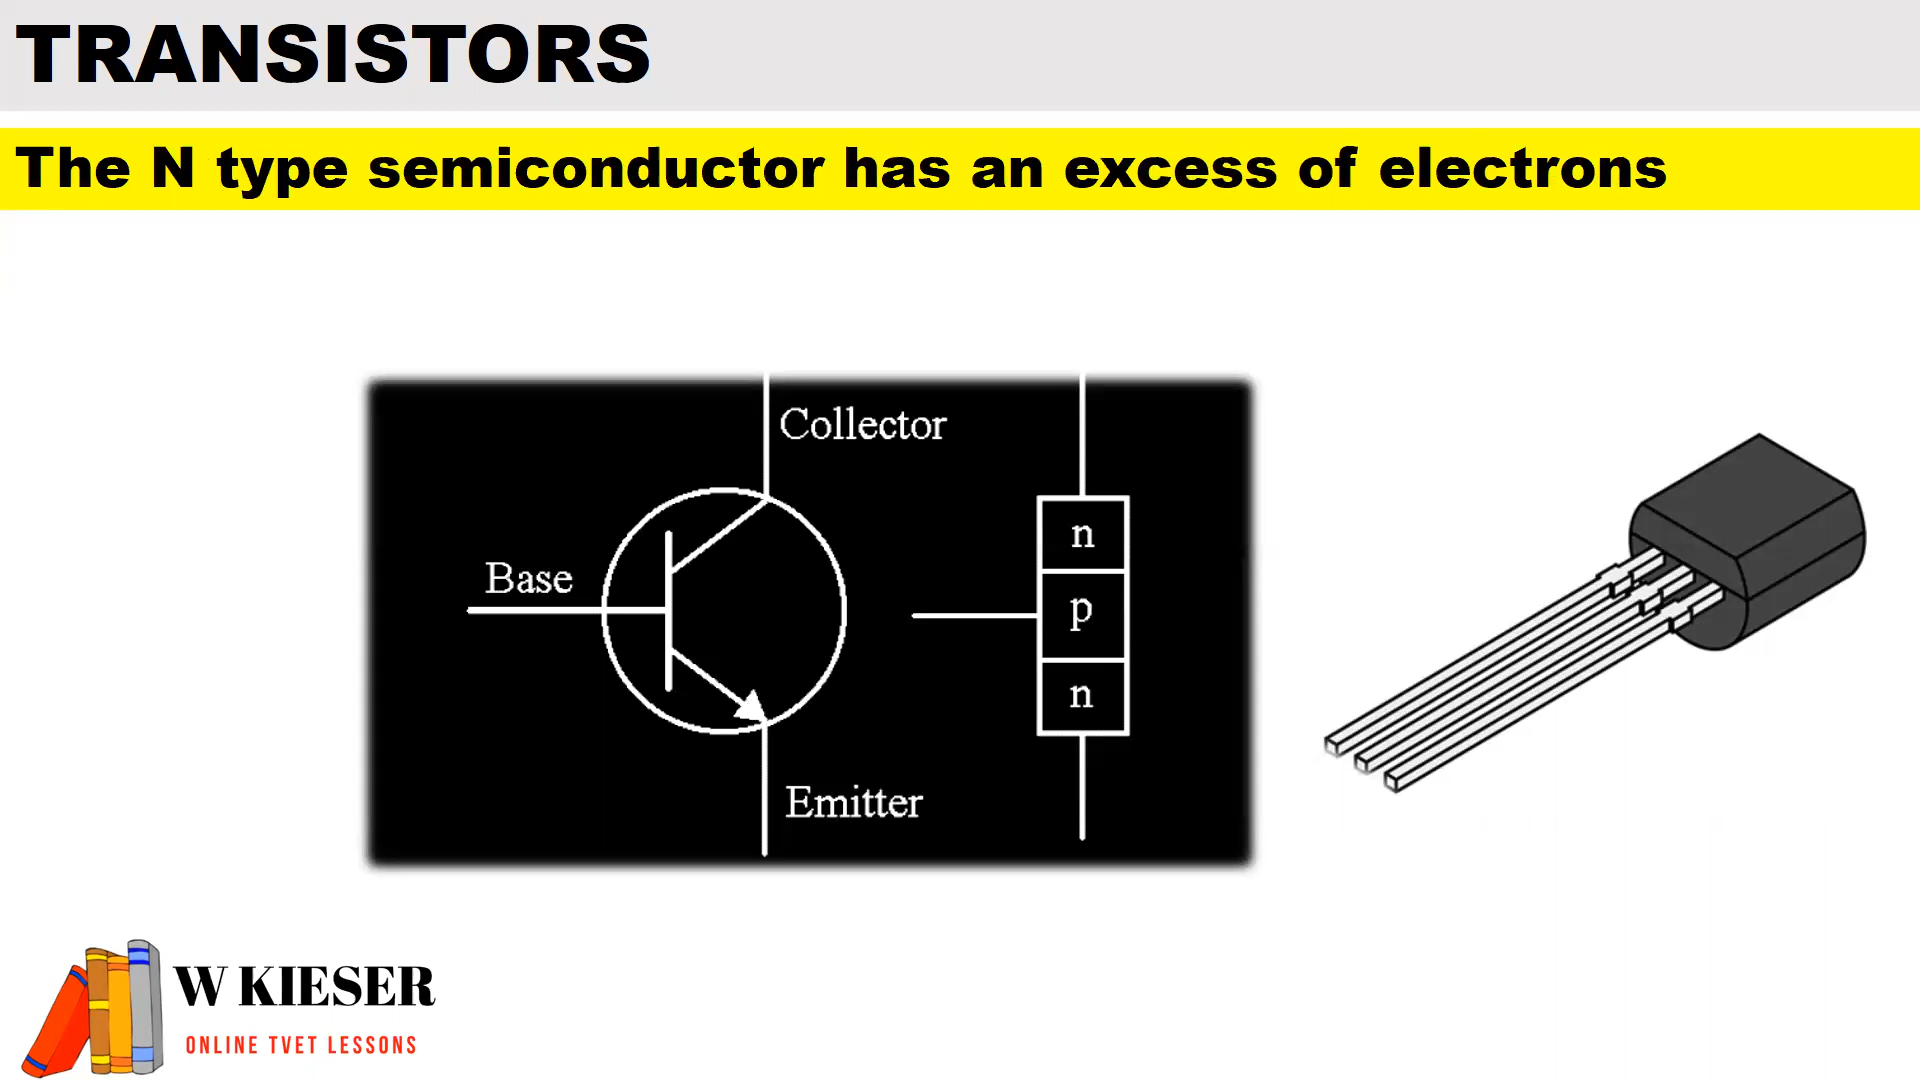 TRANSISTORS
The N type semiconductor has an excess of electrons
Collector
Base
n
p
n
Emitter
W KIESER
ONLINE TVET LESSONS